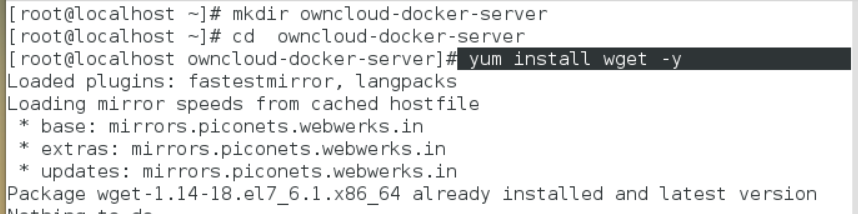 [root@localhost ~]# mkdir owncloud-docker-server
[root@localhost ~]# cd  owncloud-docker-server
[root@localhost owncloud-docker-server]# yum install wget -y
Loaded plugins: fastestmirror, langpacks
Loading mirror speeds from cached hostfile
 * base: mirrors.piconets.webwerks.in
 * extras: mirrors.piconets.webwerks.in
 * updates: mirrors.piconets.webwerks.in
Package wget-1.14-18.el7_6.1.x86_64 already installed and latest version
Nothing to do